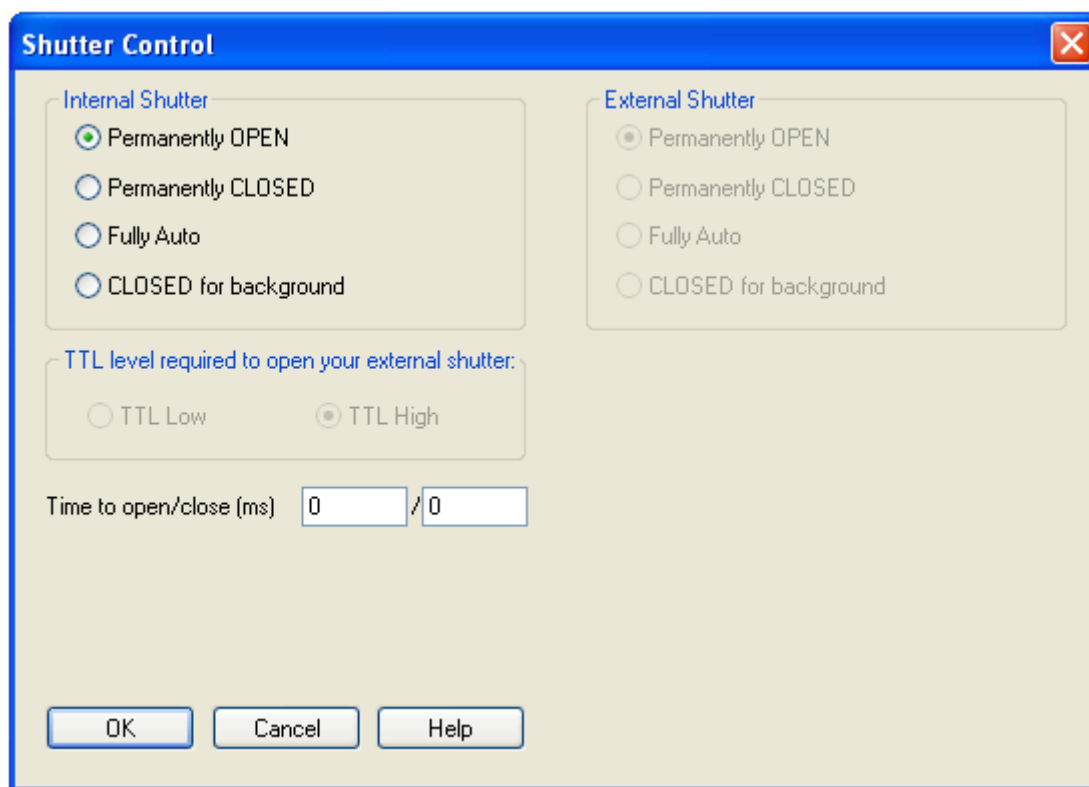 Shutter Control
Internal Shutter
Permanently OPEN
Permanently CLOSED
Fully Auto
CLOSED for background
External Shutter
Permanently OPEN
Permanently CLOSED
Fully Auto
CLOSED for background
TTL level required to open your external shutter:
TTL Low TTL High
Time to open/close (ms) 0 / 0
OK Cancel Help